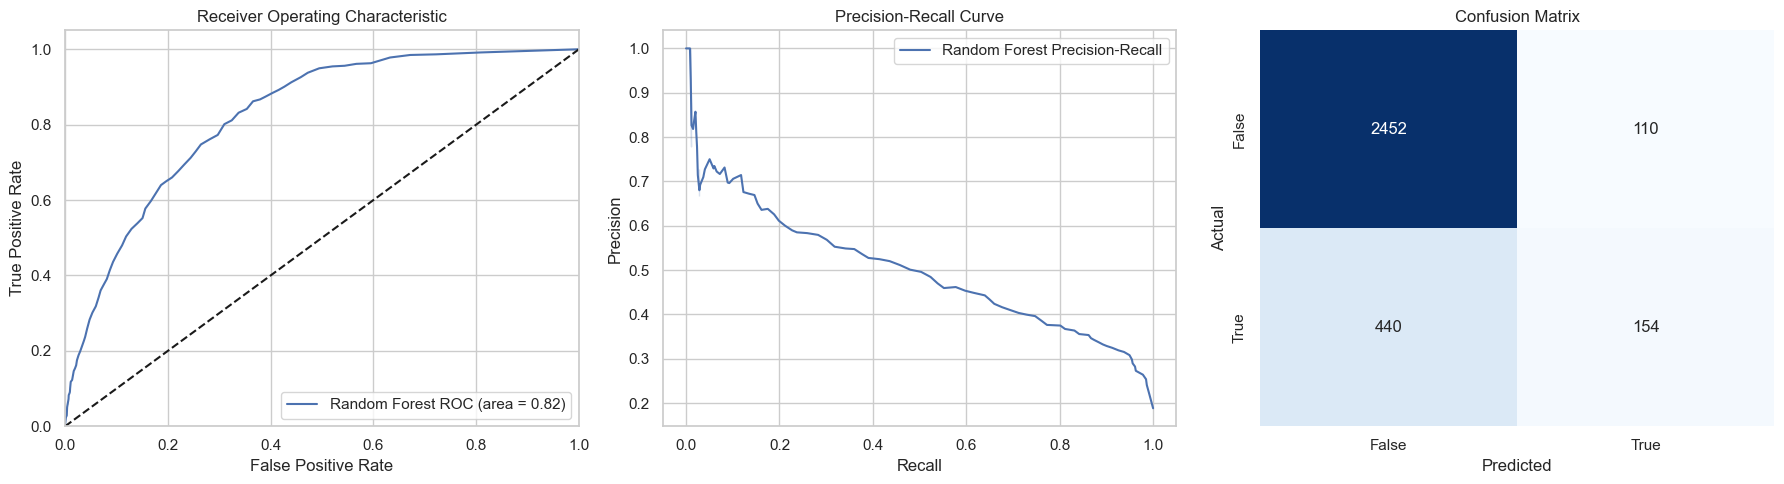 Receiver Operating Characteristic
1.0
0.8
0.6
0.4
0.2
0.0
True Positive Rate
0.0 0.2 0.4 0.6 0.8 1.0
False Positive Rate
Random Forest ROC (area = 0.82)
Precision-Recall Curve
1.0
0.9
0.8
0.7
0.6
0.5
0.4
0.3
0.2
Precision
0.0 0.2 0.4 0.6 0.8 1.0
Recall
Random Forest Precision-Recall
Confusion Matrix
Actual
False
True
2452 110
440 154
False True
Predicted